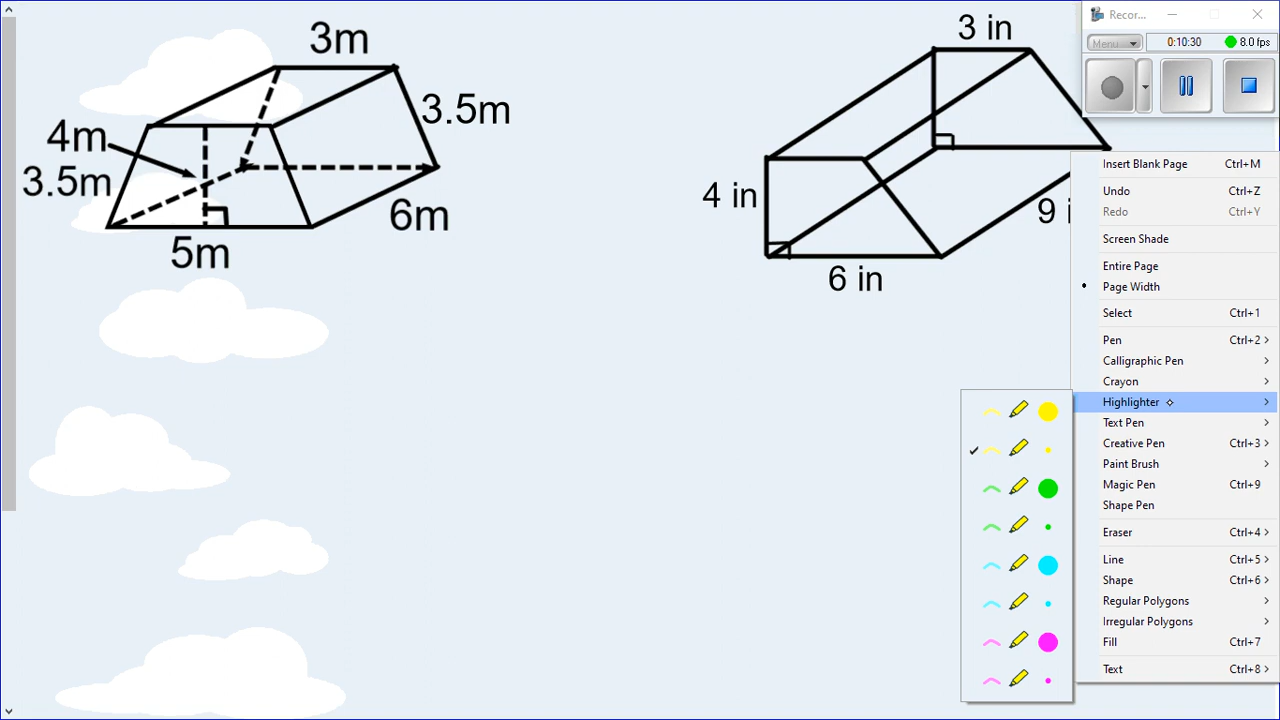 3m
3.5m
4m
3.5m
6m
5m
3 in
4 in
9 i
6 in
Recor...
Menu
0:10:30
8.0 fps
Insert Blank Page Ctrl+M
Undo Ctrl+Z
Redo Ctrl+Y
Screen Shade
Entire Page
Page Width
Select Ctrl+1
Pen Ctrl+2
Calligraphic Pen
Crayon
Highlighter
Text Pen
Creative Pen Ctrl+3
Paint Brush
Magic Pen Ctrl+9
Shape Pen
Eraser Ctrl+4
Line Ctrl+5
Shape Ctrl+6
Regular Polygons
Irregular Polygons
Fill Ctrl+7
Text Ctrl+8